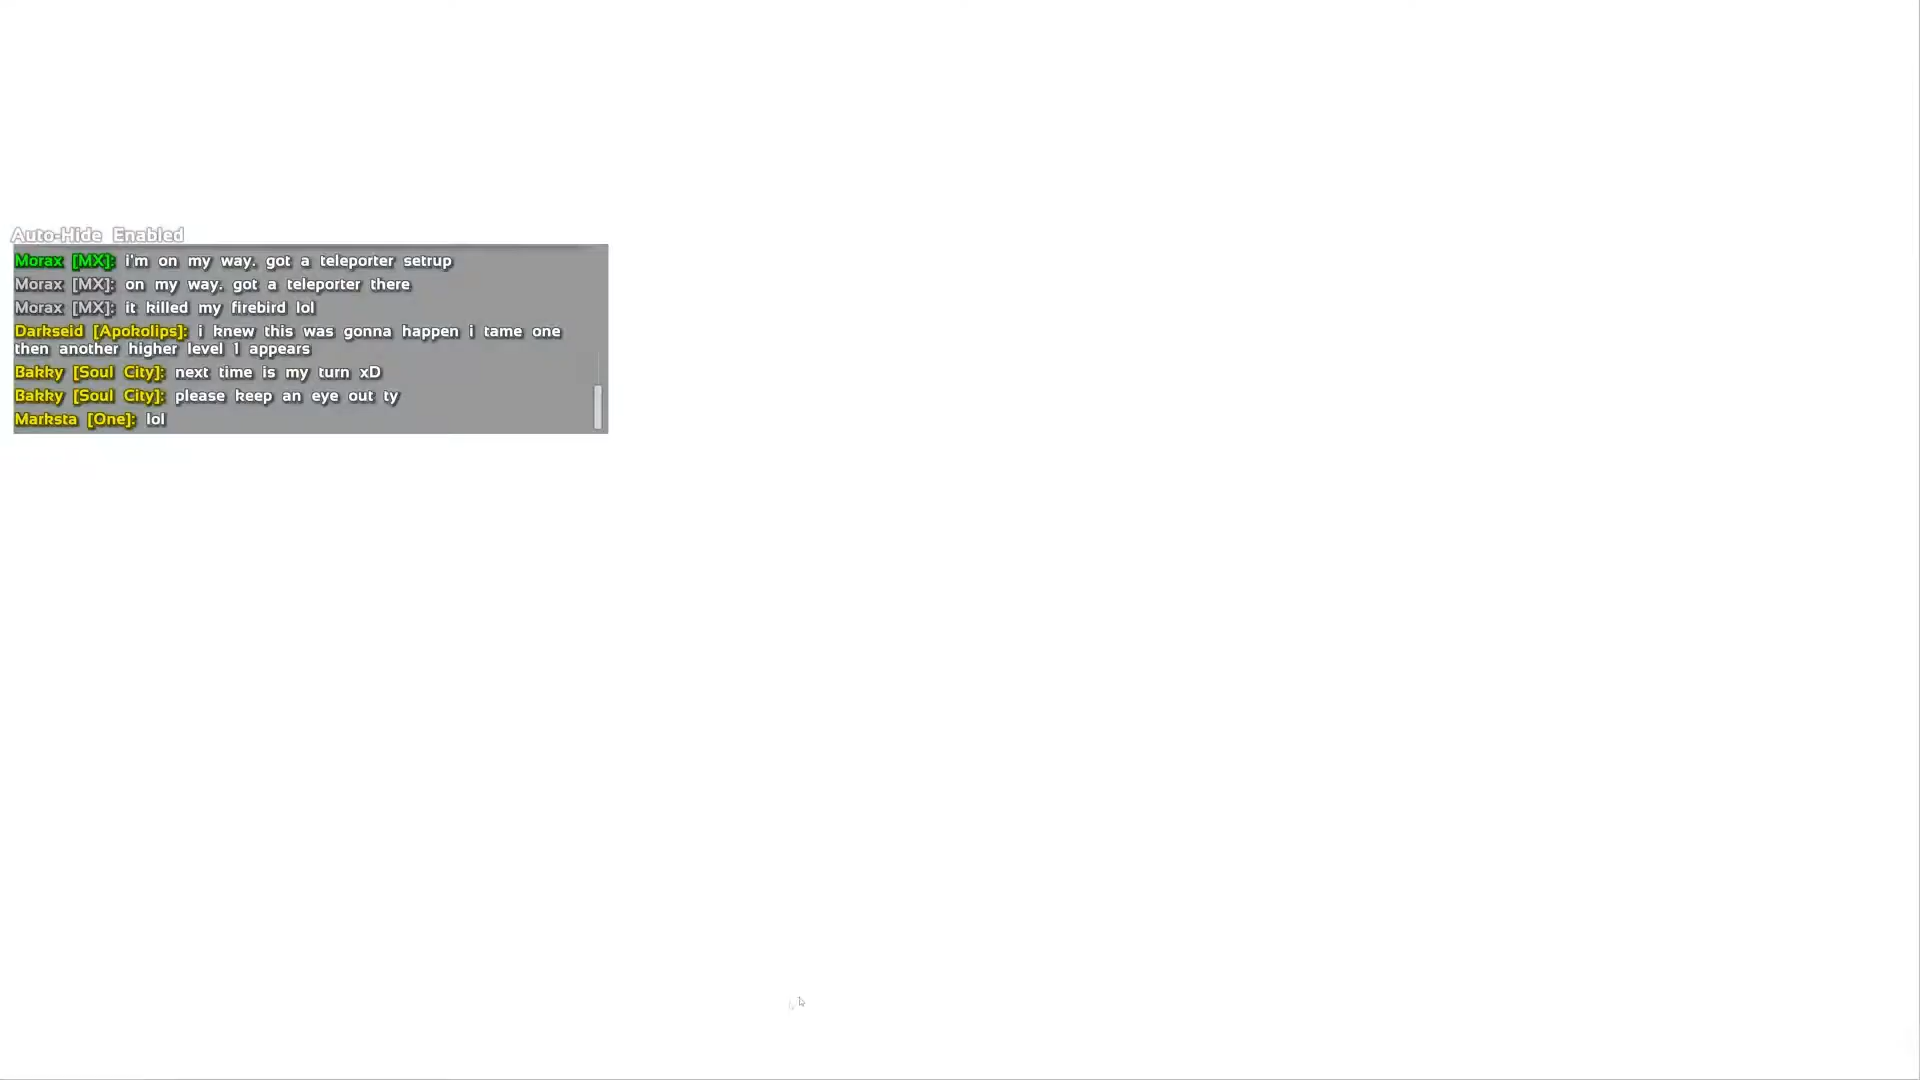 Auto-Hide Enabled
Morax [MX]: i'm on my way. got a teleporter setrup
Morax [MX]: on my way. got a teleporter there
Morax [MX]: it killed my firebird lol
Darkseid [Apokolips]: i knew this was gonna happen i tame one
then another higher level 1 appears
Bakky [Soul City]: next time is my turn xD
Bakky [Soul City]: please keep an eye out ty
Marksta [One]: lol